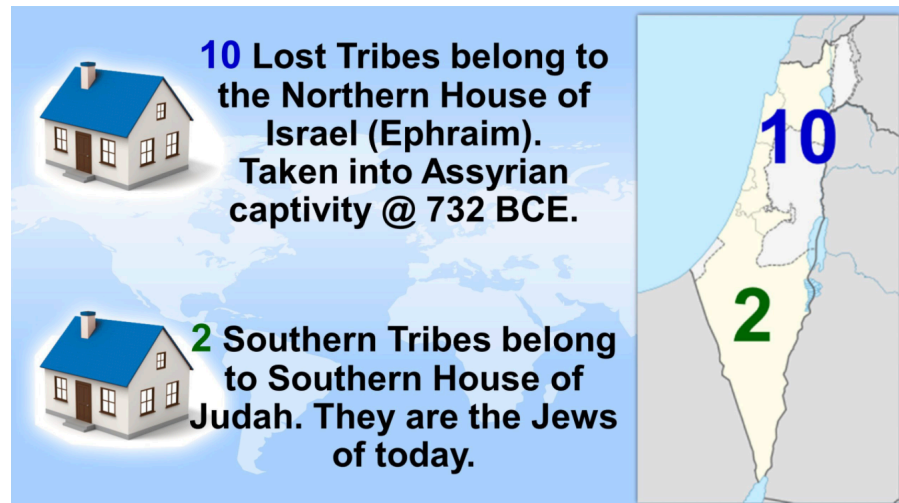 10 Lost Tribes belong to
the Northern House of
Israel (Ephraim).
Taken into Assyrian
captivity @ 732 BCE.
2 Southern Tribes belong
to Southern House of
Judah. They are the Jews
of today.
10
2